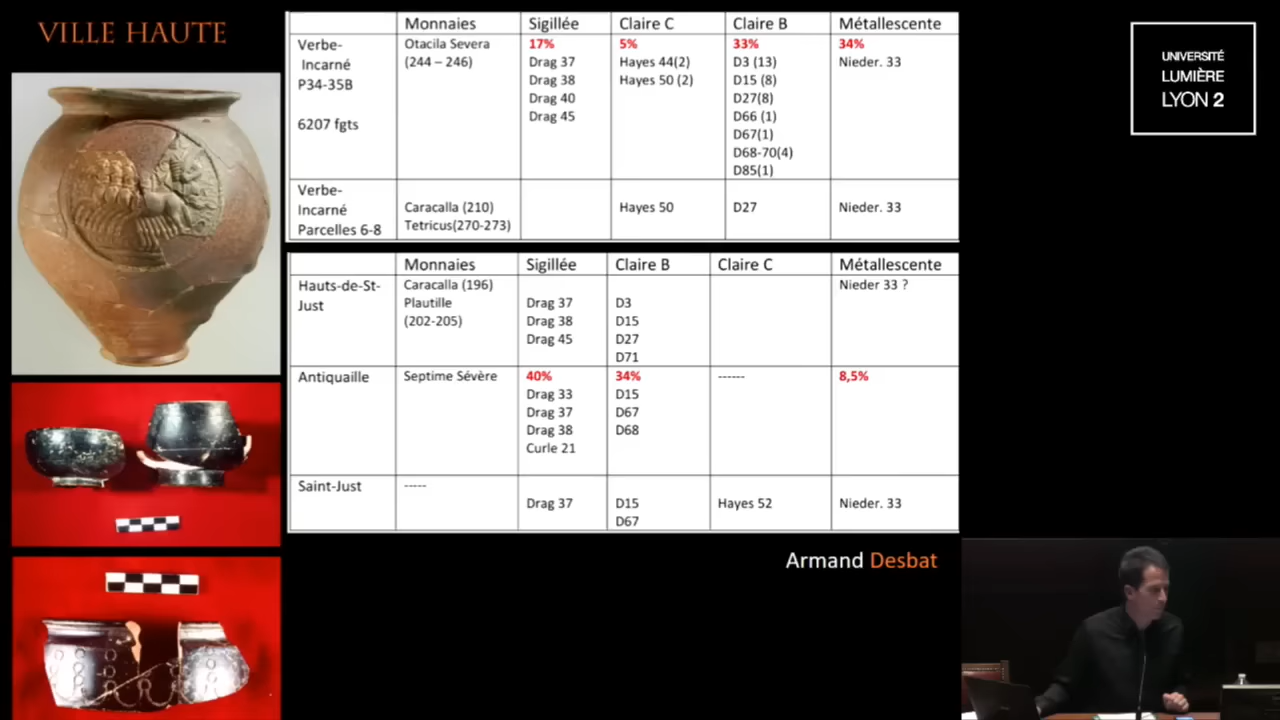 VILLE HAUTE
Monnaies Sigillée Claire C Claire B Métallescente
Verbe- Otacila Severa 17% 5% 33% 34%
Incarné (244 – 246) Drag 37 Hayes 44(2) D3 (13) Nieder. 33
P34-35B Drag 38 Hayes 50 (2) D15 (8)
Drag 40 D27(8)
6207 fgts Drag 45 D66 (1)
D67(1)
D68-70(4)
D85(1)
Verbe-
Incarné Caracalla (210) Hayes 50 D27 Nieder. 33
Parcelles 6-8 Tetricus(270-273)
Monnaies Sigillée Claire B Claire C Métallescente
Hauts-de-St- Caracalla (196) Nieder 33 ?
Just Plautille Drag 37 D3
(202-205) Drag 38 D15
Drag 45 D27
D71
Antiquaille Septime Sévère 40% 34% ------ 8,5%
Drag 33 D15
Drag 37 D67
Drag 38 D68
Curle 21
Saint-Just -----
Drag 37 D15 Hayes 52 Nieder. 33
D67
Armand Desbat
UNIVERSITÉ
LUMIÈRE
LYON 2